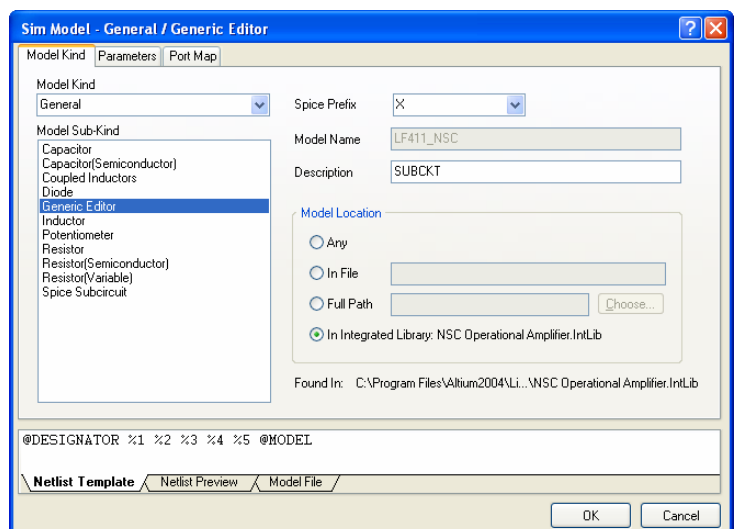 Sim Model - General / Generic Editor
Model Kind Parameters Port Map
Model Kind
General
Model Sub-Kind
Capacitor
Capacitor(Semiconductor)
Coupled Inductors
Diode
Generic Editor
Inductor
Potentiometer
Resistor
Resistor(Semiconductor)
Resistor(Variable)
Spice Subcircuit
Spice Prefix X
Model Name LF411_NSC
Description SUBCKT
Model Location
Any
In File
Full Path Choose...
In Integrated Library: NSC Operational Amplifier.IntLib
Found In: C:\Program Files\Altium2004\Li...\NSC Operational Amplifier.IntLib
@DESIGNATOR %1 %2 %3 %4 %5 @MODEL
Netlist Template Netlist Preview Model File
OK Cancel